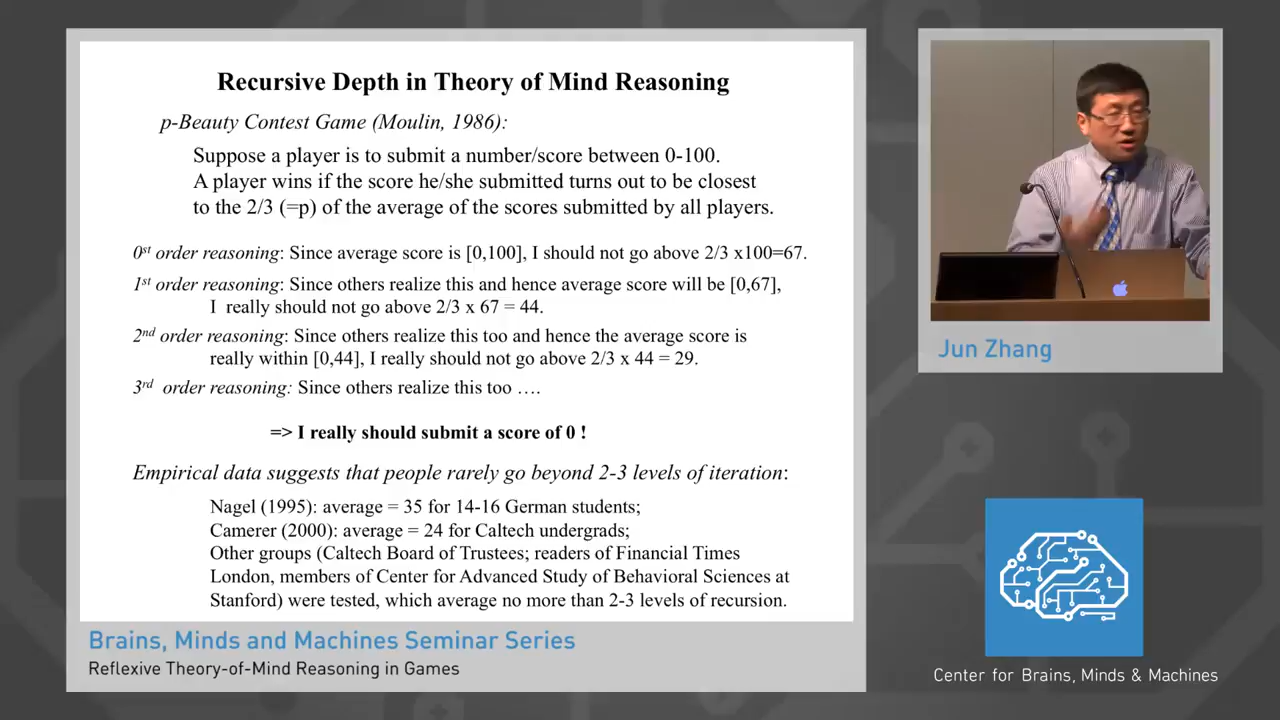 Recursive Depth in Theory of Mind Reasoning
p-Beauty Contest Game (Moulin, 1986):
Suppose a player is to submit a number/score between 0-100.
A player wins if the score he/she submitted turns out to be closest
to the 2/3 (=p) of the average of the scores submitted by all players.
0st order reasoning: Since average score is [0,100], I should not go above 2/3 x100=67.
1st order reasoning: Since others realize this and hence average score will be [0,67],
I really should not go above 2/3 x 67 = 44.
2nd order reasoning: Since others realize this too and hence the average score is
really within [0,44], I really should not go above 2/3 x 44 = 29.
3rd order reasoning: Since others realize this too ….
=> I really should submit a score of 0 !
Empirical data suggests that people rarely go beyond 2-3 levels of iteration:
Nagel (1995): average = 35 for 14-16 German students;
Camerer (2000): average = 24 for Caltech undergrads;
Other groups (Caltech Board of Trustees; readers of Financial Times
London, members of Center for Advanced Study of Behavioral Sciences at
Stanford) were tested, which average no more than 2-3 levels of recursion.
Brains, Minds and Machines Seminar Series
Reflexive Theory-of-Mind Reasoning in Games
Jun Zhang
Center for Brains, Minds & Machines